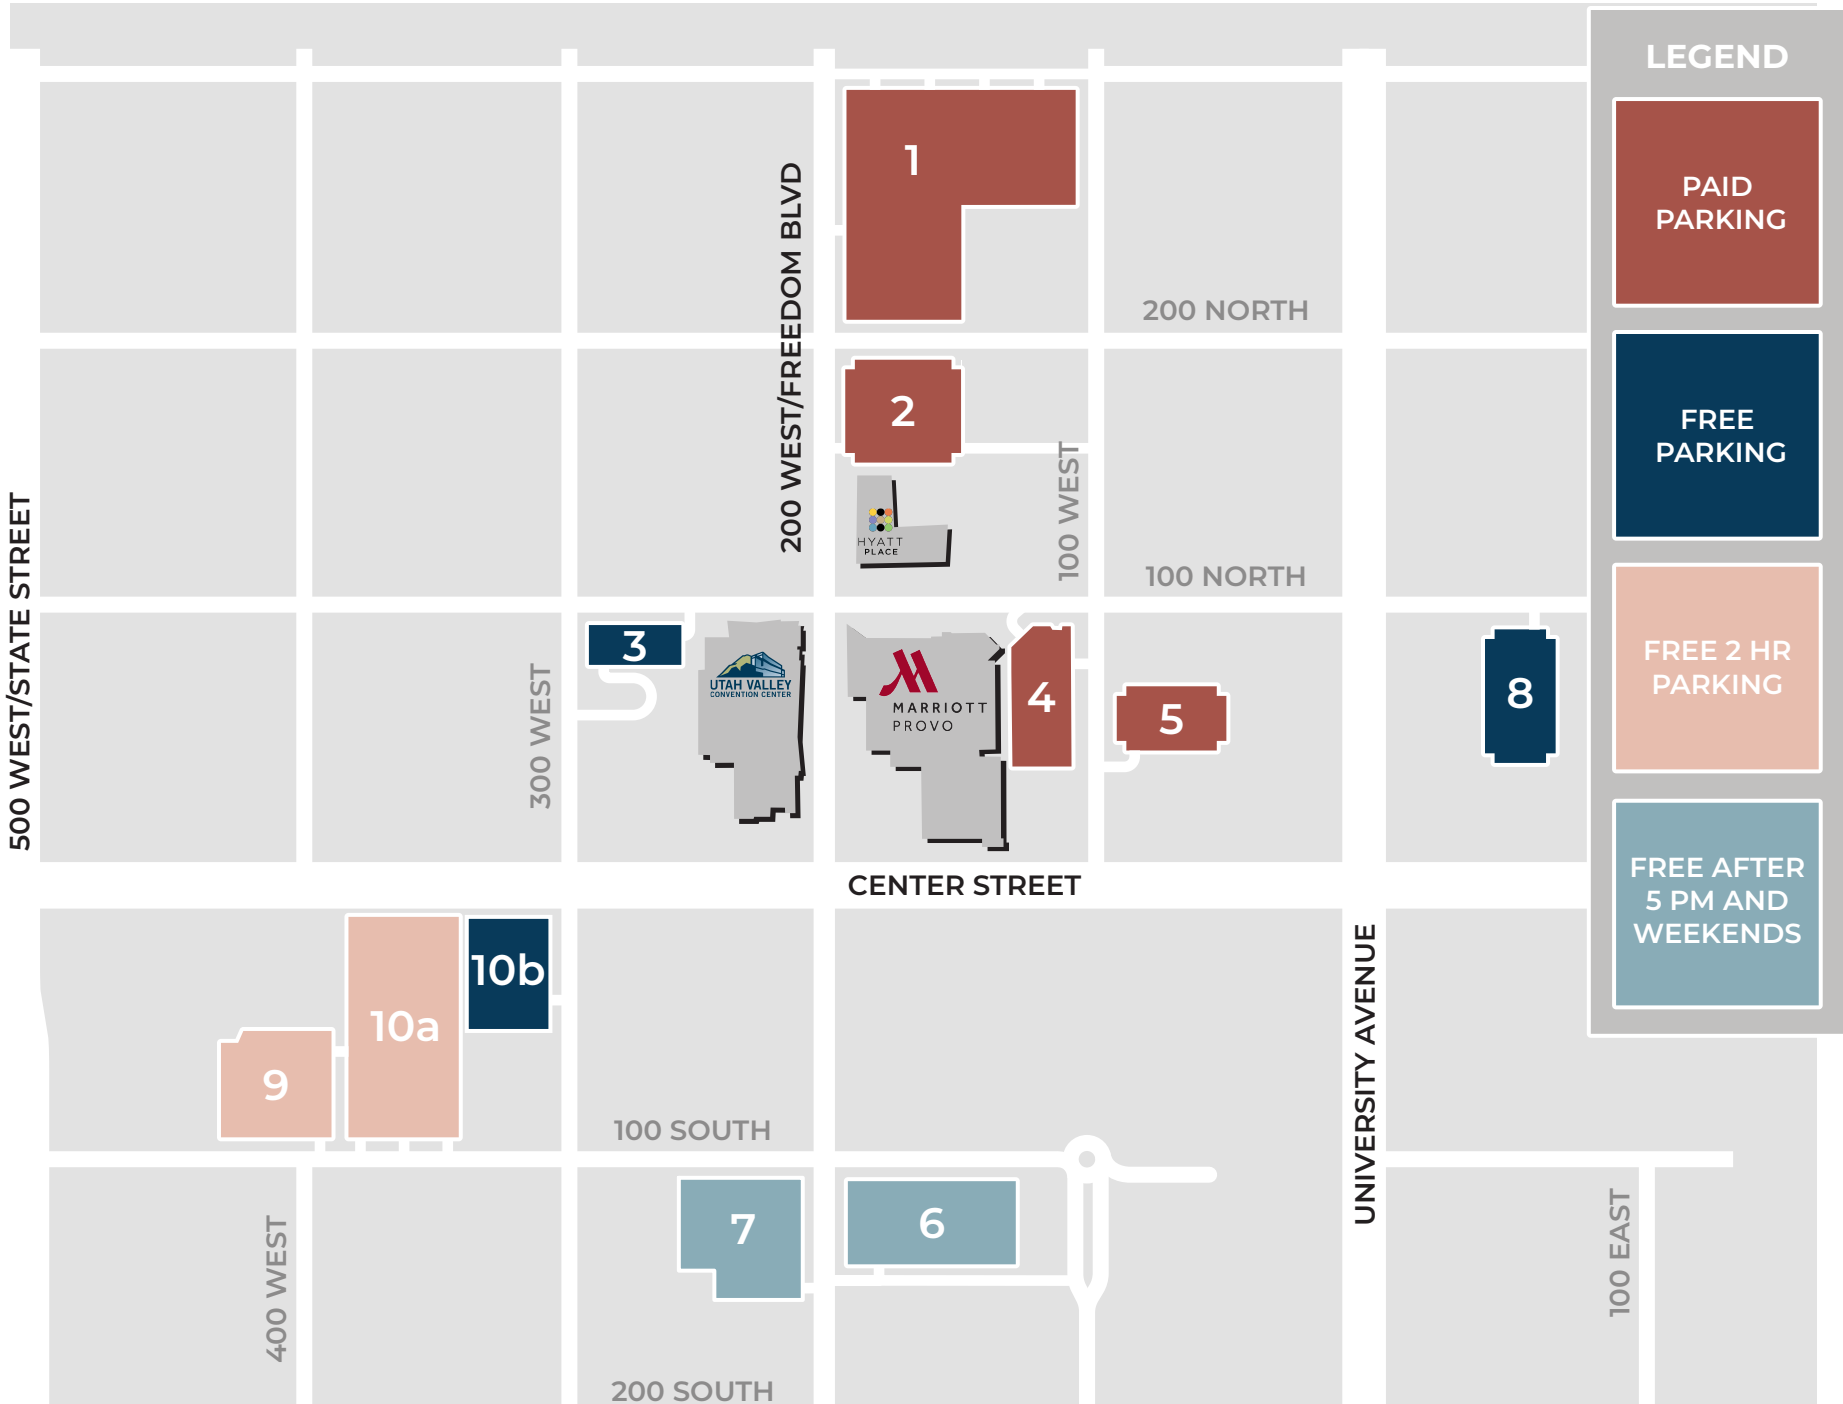 LEGEND
PAID
PARKING
FREE
PARKING
FREE 2 HR
PARKING
FREE AFTER
5 PM AND
WEEKENDS
1
200 WEST/FREEDOM BLVD
200 NORTH
2
100 WEST
HYATT
PLACE
100 NORTH
500 WEST/STATE STREET
300 WEST
3
UTAH VALLEY
CONVENTION CENTER
MARRIOTT
PROVO
4
5
8
CENTER STREET
10b
10a
9
UNIVERSITY AVENUE
100 SOUTH
7
6
400 WEST
100 EAST
200 SOUTH